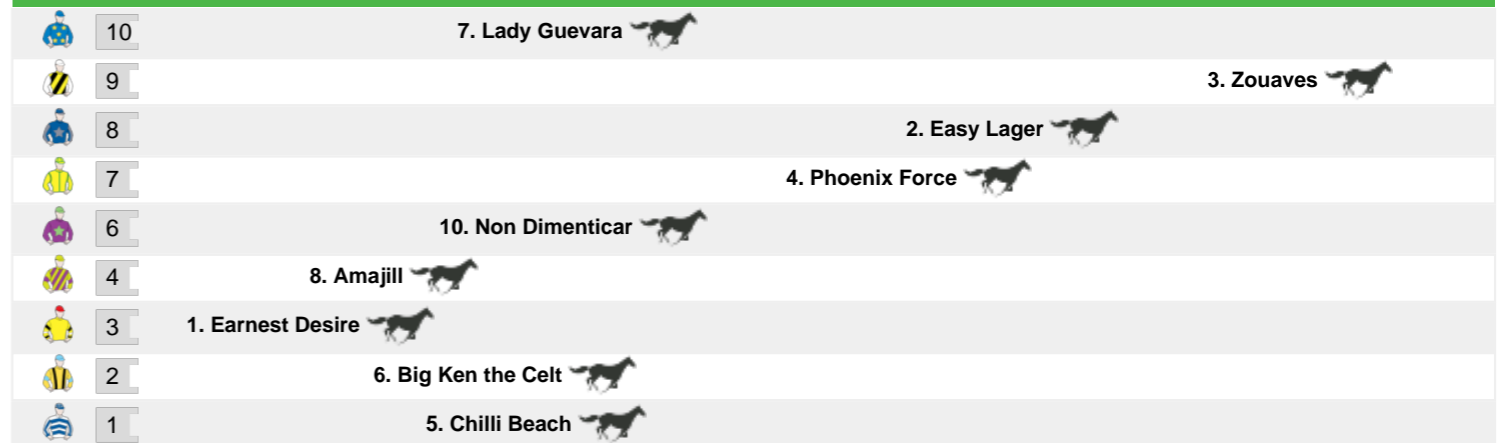 10 7. Lady Guevara
9 3. Zouaves
8 2. Easy Lager
7 4. Phoenix Force
6 10. Non Dimenticar
4 8. Amajill
3 1. Earnest Desire
2 6. Big Ken the Celt
1 5. Chilli Beach